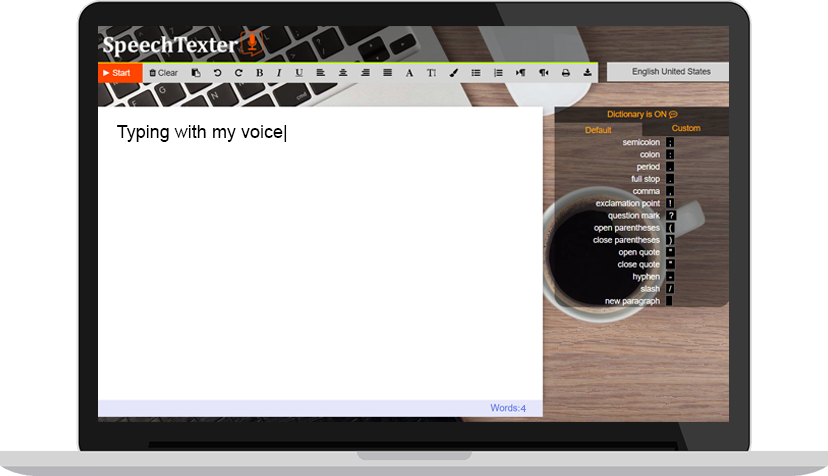 SpeechTexter
Start Clear B I U A T English United States
Typing with my voice
Words:4
Dictionary is ON
Default Custom
semicolon ;
colon :
period .
full stop .
comma ,
exclamation point !
question mark ?
open parentheses (
close parentheses )
open quote "
close quote "
hyphen -
slash /
new paragraph